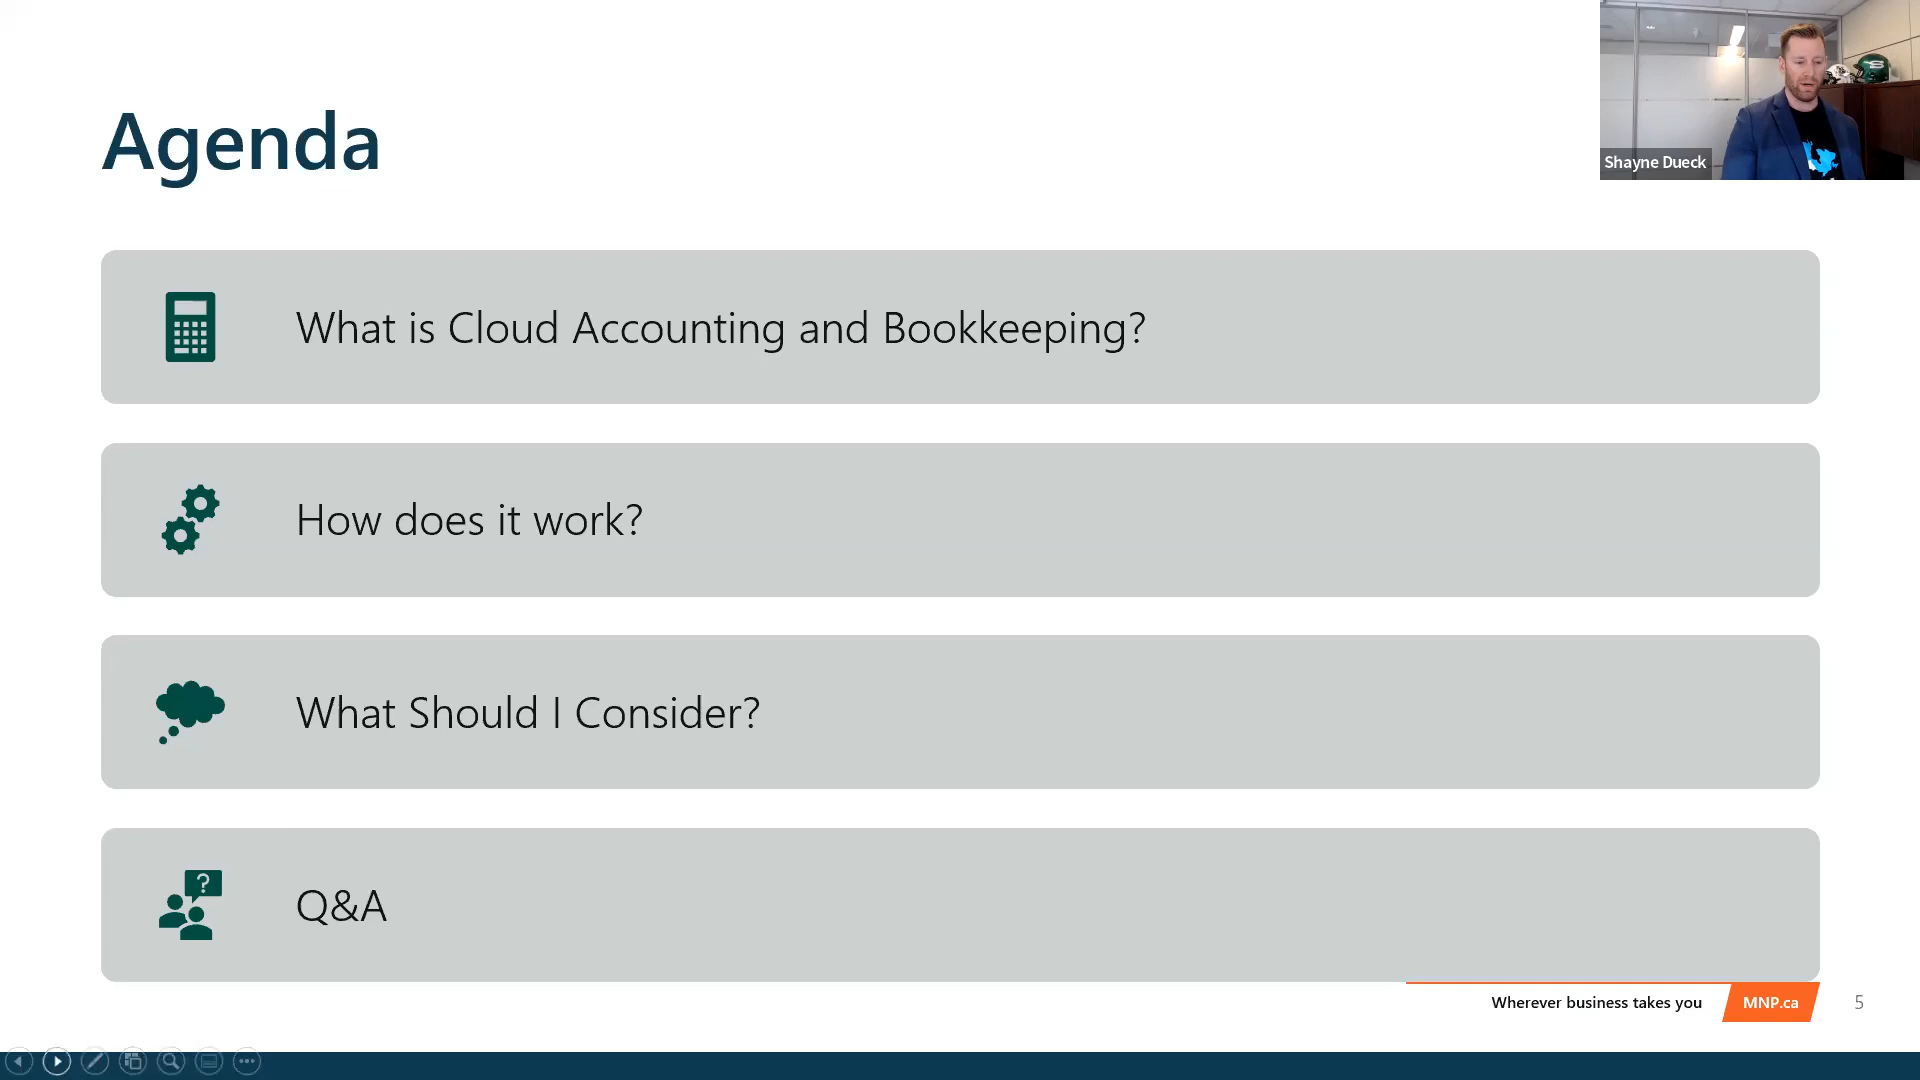 Agenda
Shayne Dueck
What is Cloud Accounting and Bookkeeping?
How does it work?
What Should I Consider?
?
Q&A
Wherever business takes you
MNP.ca
5